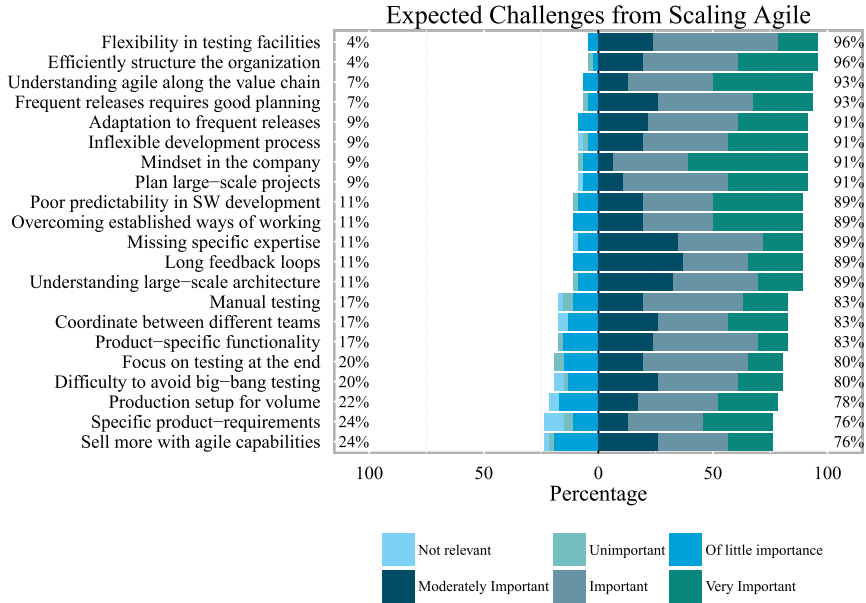 Expected Challenges from Scaling Agile
Flexibility in testing facilities 4% 96%
Efficiently structure the organization 4% 96%
Understanding agile along the value chain 7% 93%
Frequent releases requires good planning 7% 93%
Adaptation to frequent releases 9% 91%
Inflexible development process 9% 91%
Mindset in the company 9% 91%
Plan large−scale projects 9% 91%
Poor predictability in SW development 11% 89%
Overcoming established ways of working 11% 89%
Missing specific expertise 11% 89%
Long feedback loops 11% 89%
Understanding large−scale architecture 11% 89%
Manual testing 17% 83%
Coordinate between different teams 17% 83%
Product−specific functionality 17% 83%
Focus on testing at the end 20% 80%
Difficulty to avoid big−bang testing 20% 80%
Production setup for volume 22% 78%
Specific product−requirements 24% 76%
Sell more with agile capabilities 24% 76%
100 50 0 50 100
Percentage
Not relevant Unimportant Of little importance
Moderately Important Important Very Important